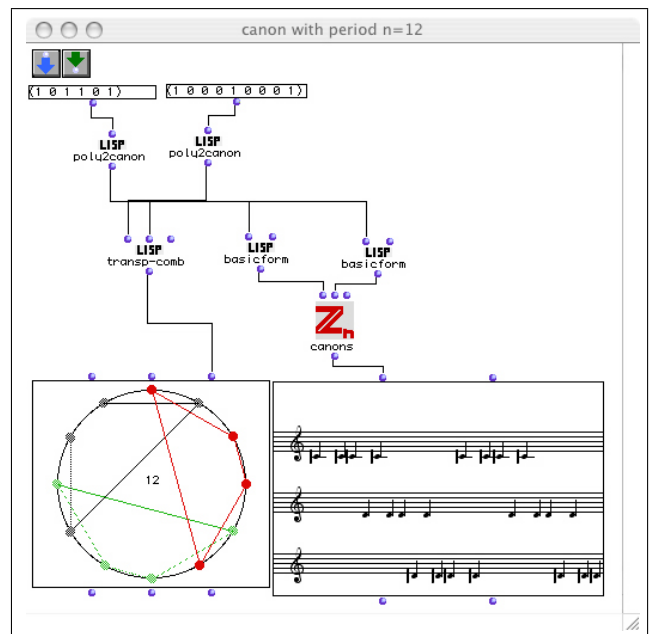 canon with period n=12
(1 0 1 1 0 1) (1 0 0 0 1 0 0 0 1)
LISP LISP
poly2canon poly2canon
LISP LISP LISP
transp-comb basicform basicform
Zn
canons
12